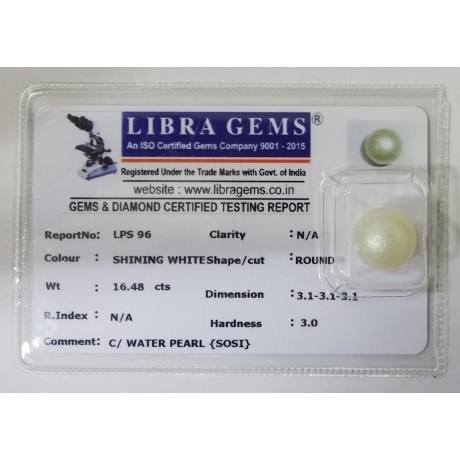 LIBRA GEMS ®
An ISO Certified Gems Company 9001 - 2015
Registered Under the Trade Marks with Govt. of India
website : www.libragems.co.in
GEMS & DIAMOND CERTIFIED TESTING REPORT
ReportNo: LPS 96 Clarity : N/A
Colour : SHINING WHITE Shape/cut : ROUND
Wt : 16.48 cts Dimension : 3.1-3.1-3.1
R.Index : N/A Hardness : 3.0
Comment: C/ WATER PEARL {SOSI}